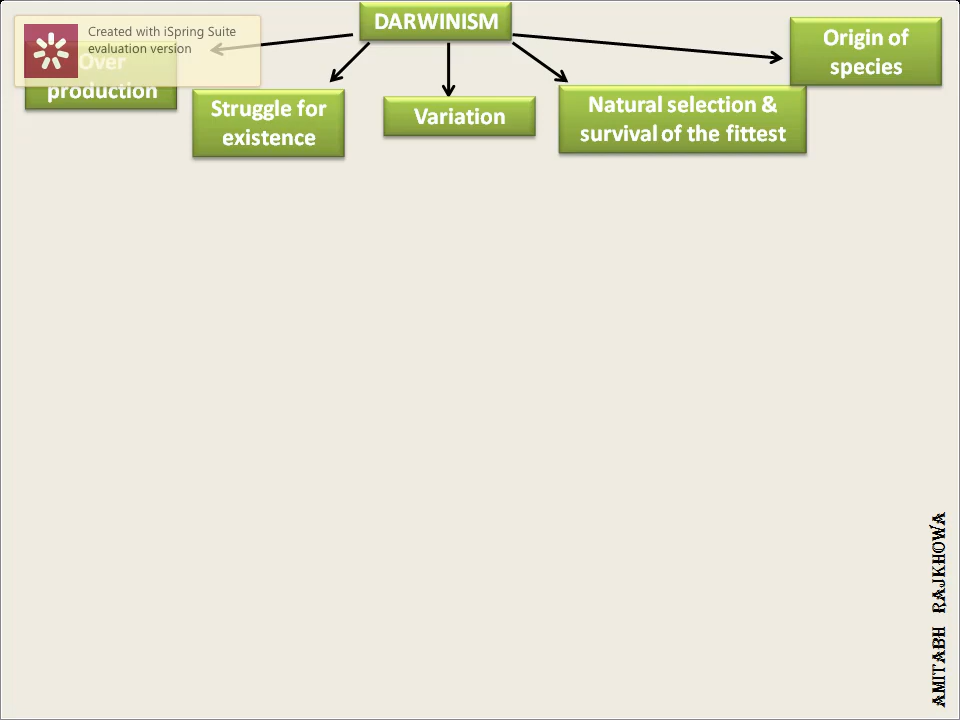 DARWINISM
Created with iSpring Suite
evaluation version
Over
production
Struggle for
existence
Variation
Natural selection &
survival of the fittest
Origin of
species
AMITABH RAJKHOWA